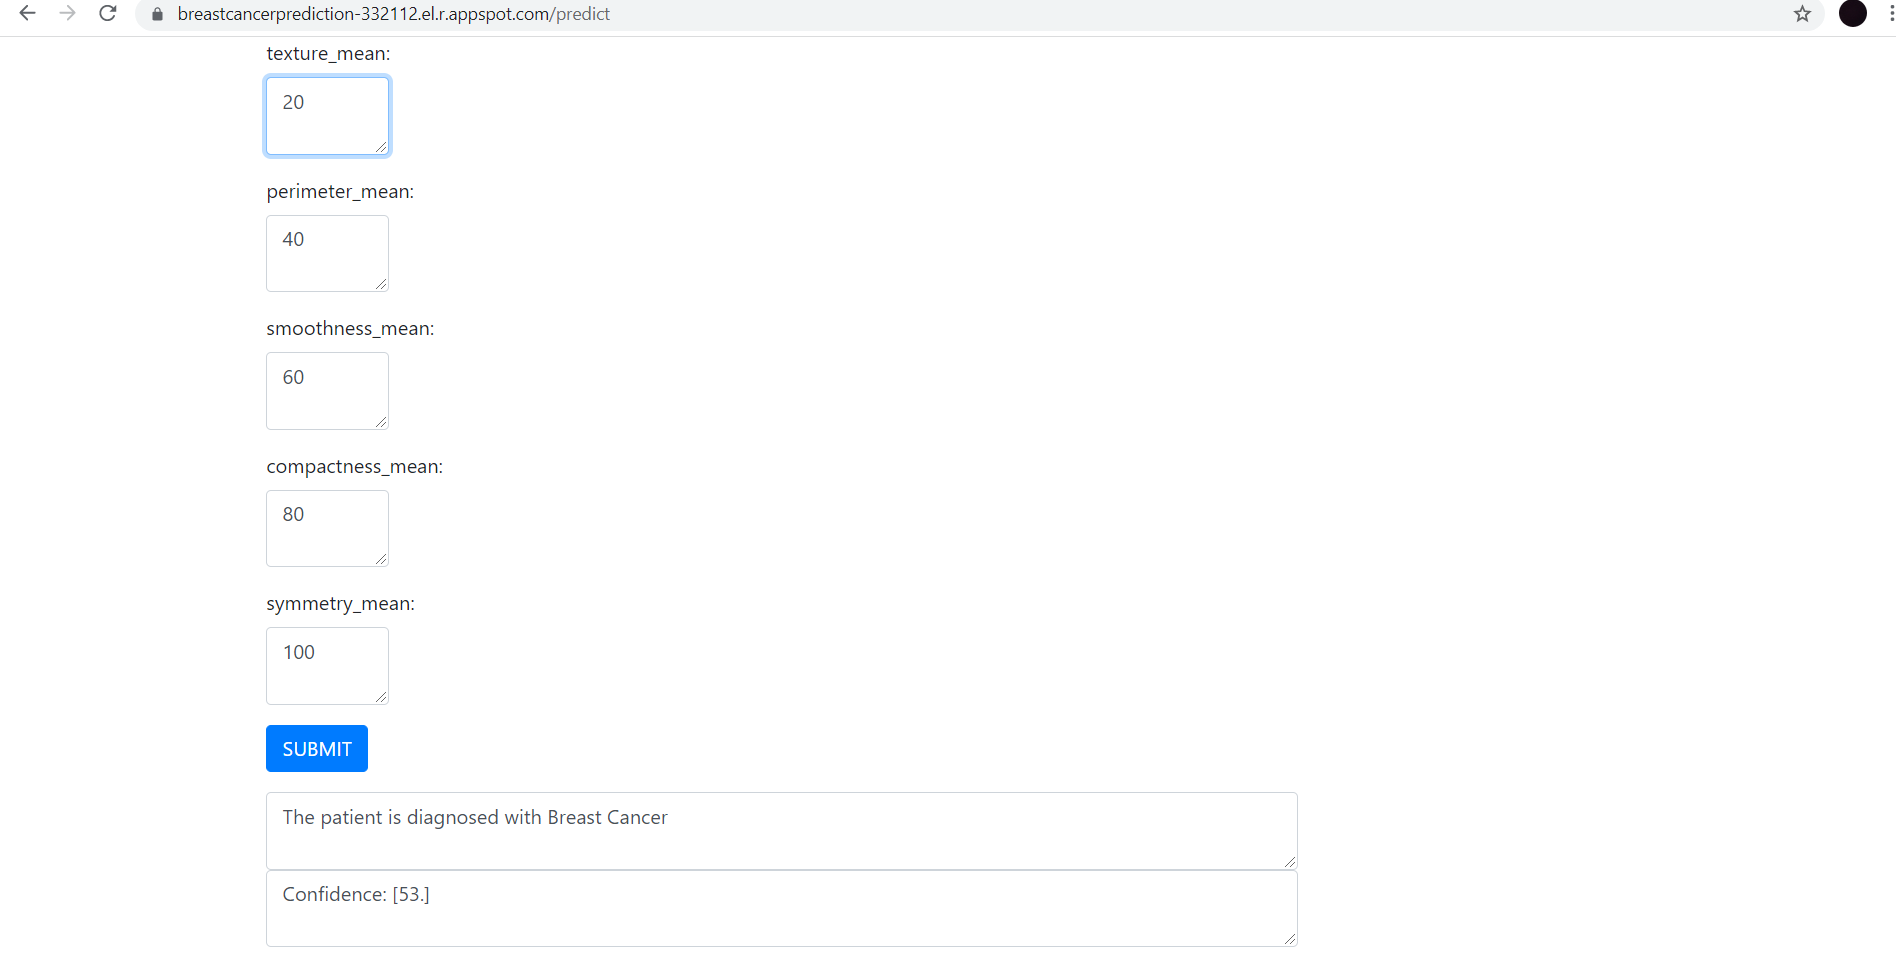 breastcancerprediction-332112.el.r.appspot.com/predict
texture_mean:
20
perimeter_mean:
40
smoothness_mean:
60
compactness_mean:
80
symmetry_mean:
100
SUBMIT
The patient is diagnosed with Breast Cancer
Confidence: [53.]